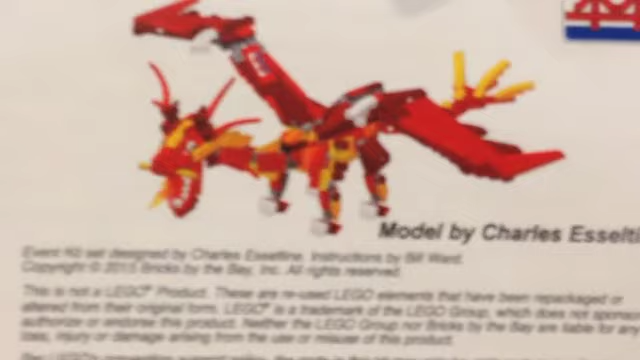 Model by Charles Esselti
Event Kit set designed by Charles Esseltine. Instructions by Bill Ward.
Copyright © 2015 Bricks by the Bay, Inc. All rights reserved.
This is not a LEGO® Product. These are re-used LEGO elements that have been repackaged or
altered from their original form. LEGO® is a trademark of the LEGO Group, which does not sponsor
authorize or endorse this product. Neither the LEGO Group nor Bricks by the Bay are liable for any
loss, injury or damage arising from the use or misuse of this product.